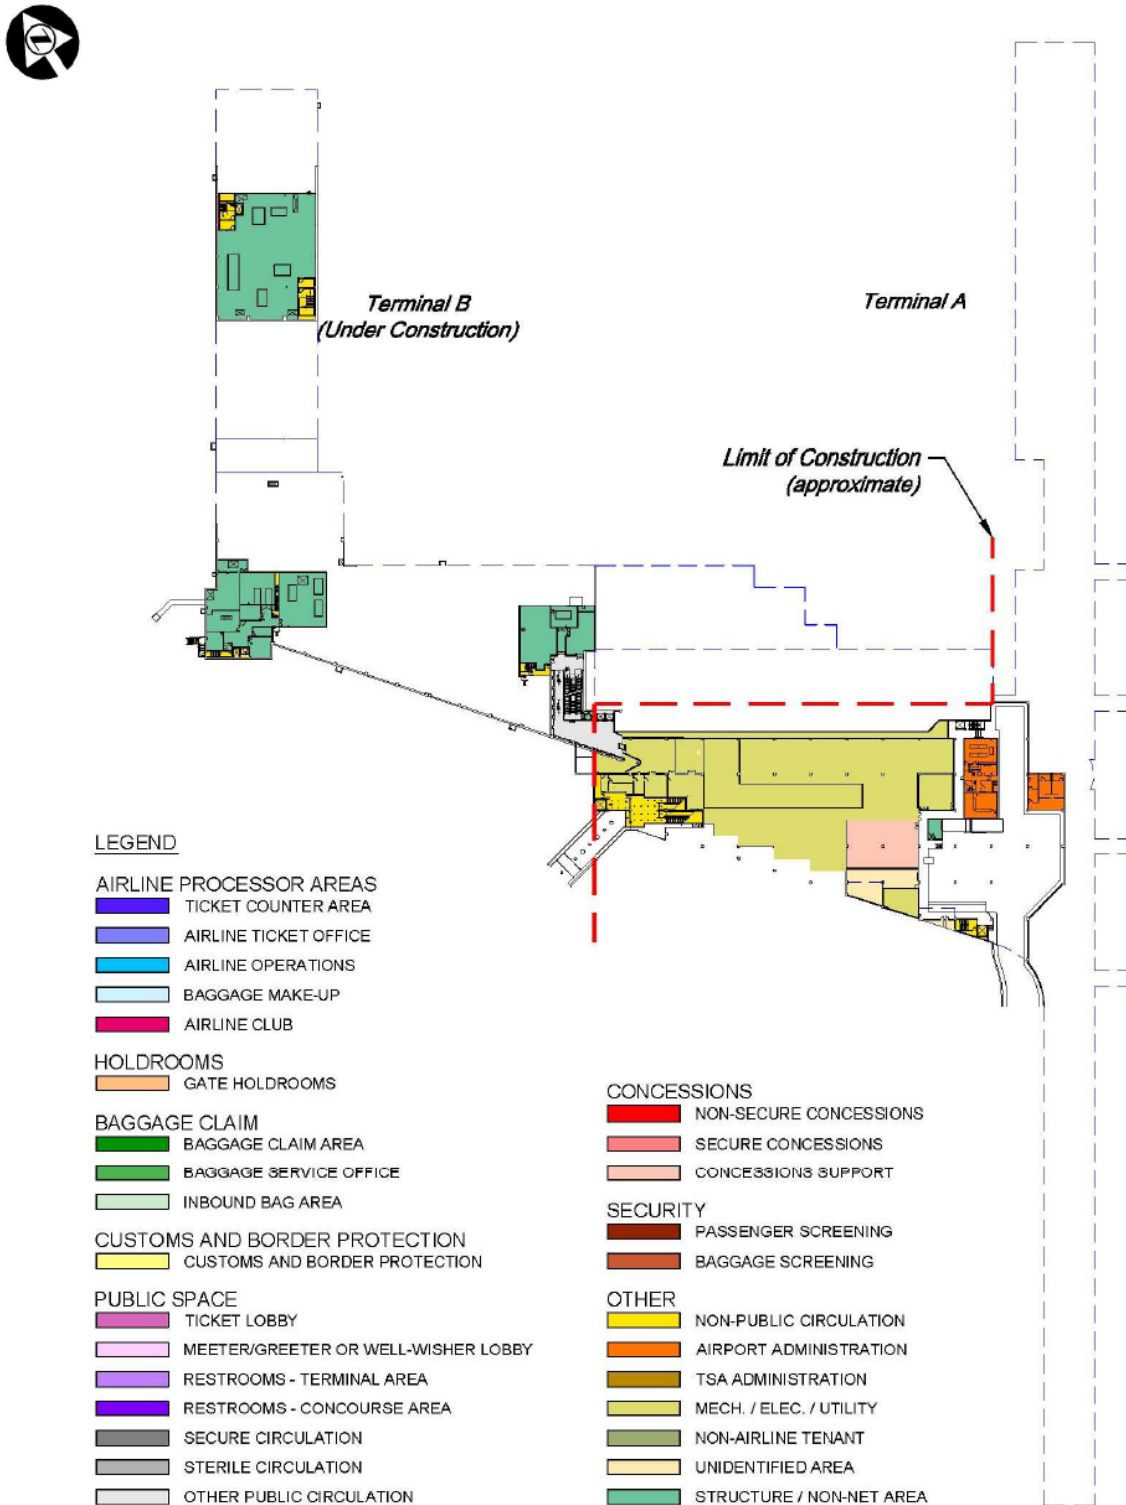 Terminal B
(Under Construction)
Terminal A
Limit of Construction
(approximate)
LEGEND
AIRLINE PROCESSOR AREAS
TICKET COUNTER AREA
AIRLINE TICKET OFFICE
AIRLINE OPERATIONS
BAGGAGE MAKE-UP
AIRLINE CLUB
HOLDROOMS
GATE HOLDROOMS
BAGGAGE CLAIM
BAGGAGE CLAIM AREA
BAGGAGE SERVICE OFFICE
INBOUND BAG AREA
CUSTOMS AND BORDER PROTECTION
CUSTOMS AND BORDER PROTECTION
PUBLIC SPACE
TICKET LOBBY
MEETER/GREETER OR WELL-WISHER LOBBY
RESTROOMS - TERMINAL AREA
RESTROOMS - CONCOURSE AREA
SECURE CIRCULATION
STERILE CIRCULATION
OTHER PUBLIC CIRCULATION
CONCESSIONS
NON-SECURE CONCESSIONS
SECURE CONCESSIONS
CONCESSIONS SUPPORT
SECURITY
PASSENGER SCREENING
BAGGAGE SCREENING
OTHER
NON-PUBLIC CIRCULATION
AIRPORT ADMINISTRATION
TSA ADMINISTRATION
MECH. / ELEC. / UTILITY
NON-AIRLINE TENANT
UNIDENTIFIED AREA
STRUCTURE / NON-NET AREA